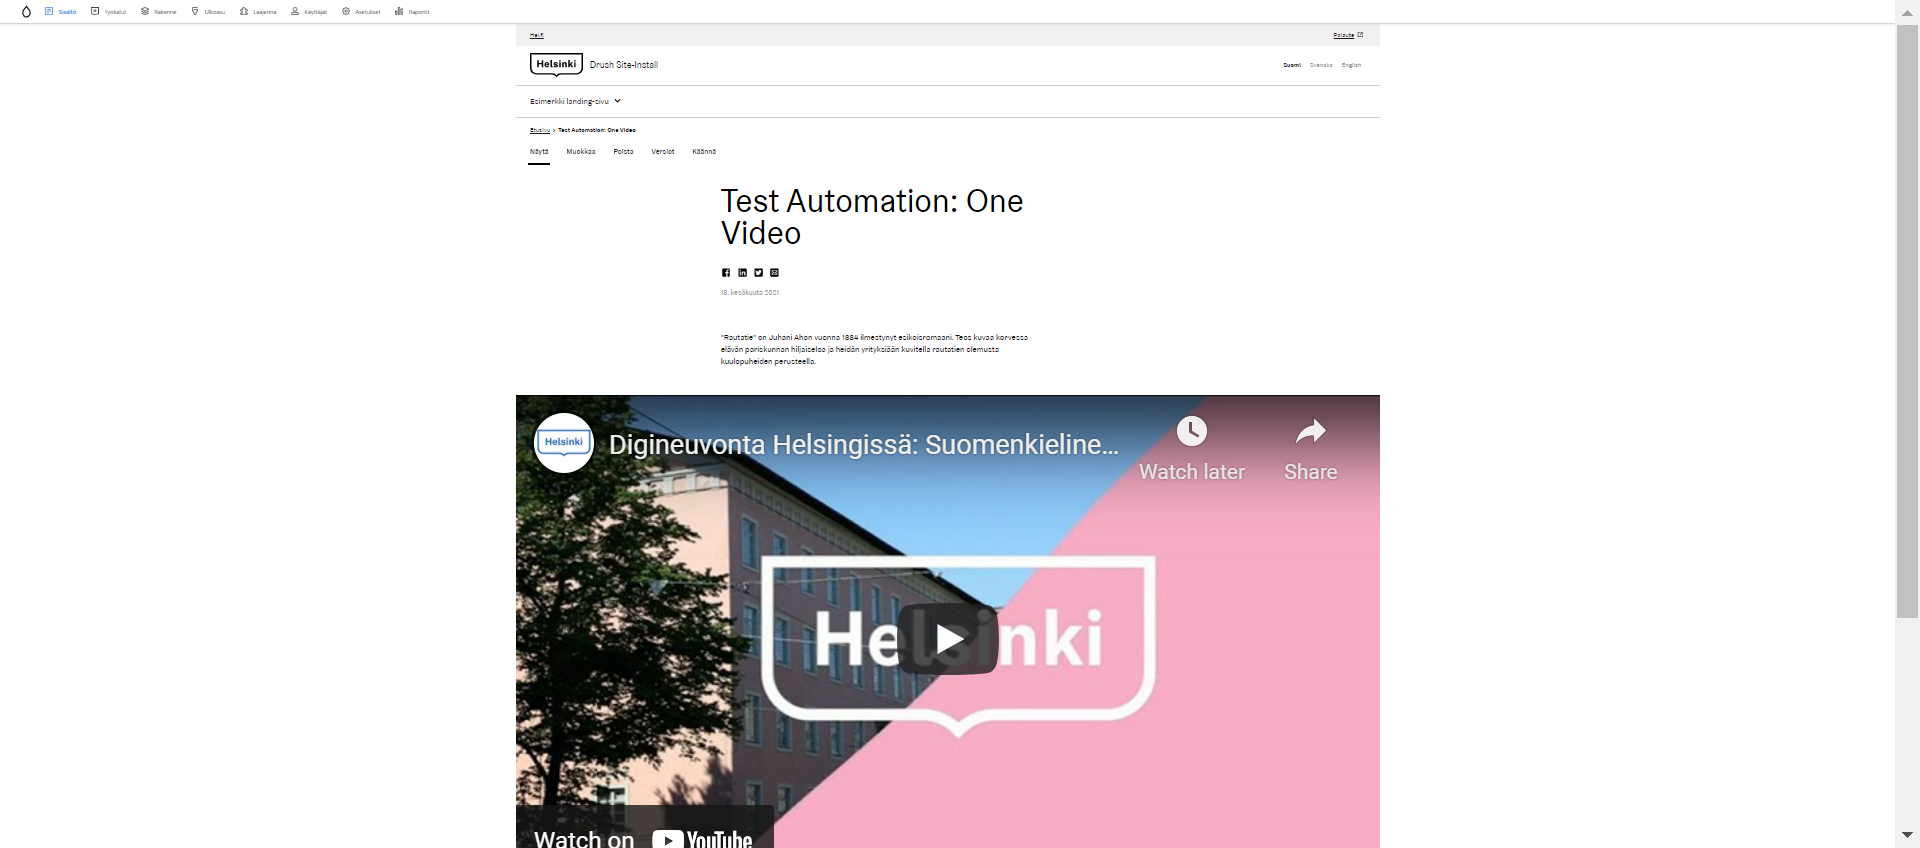 Sisältö Työkalut Rakenne Ulkoasu Laajenna Käyttäjät Asetukset Raportit
Hel.fi Palaute
Helsinki Drush Site-Install Suomi Svenska English
Esimerkki landing-sivu
Etusivu > Test Automation: One Video
Näytä Muokkaa Poista Versiot Käännä
Test Automation: One
Video
18. kesäkuuta 2021
"Rautatie" on Juhani Ahon vuonna 1884 ilmestynyt esikoisromaani. Teos kuvaa korvessa
elävän pariskunnan hiljaiseloa ja heidän yrityksiään kuvitella rautatien olemusta
kuulopuheiden perusteella.
Helsinki Digineuvonta Helsingissä: Suomenkieline…
Watch later Share
Helsinki
Watch on YouTube